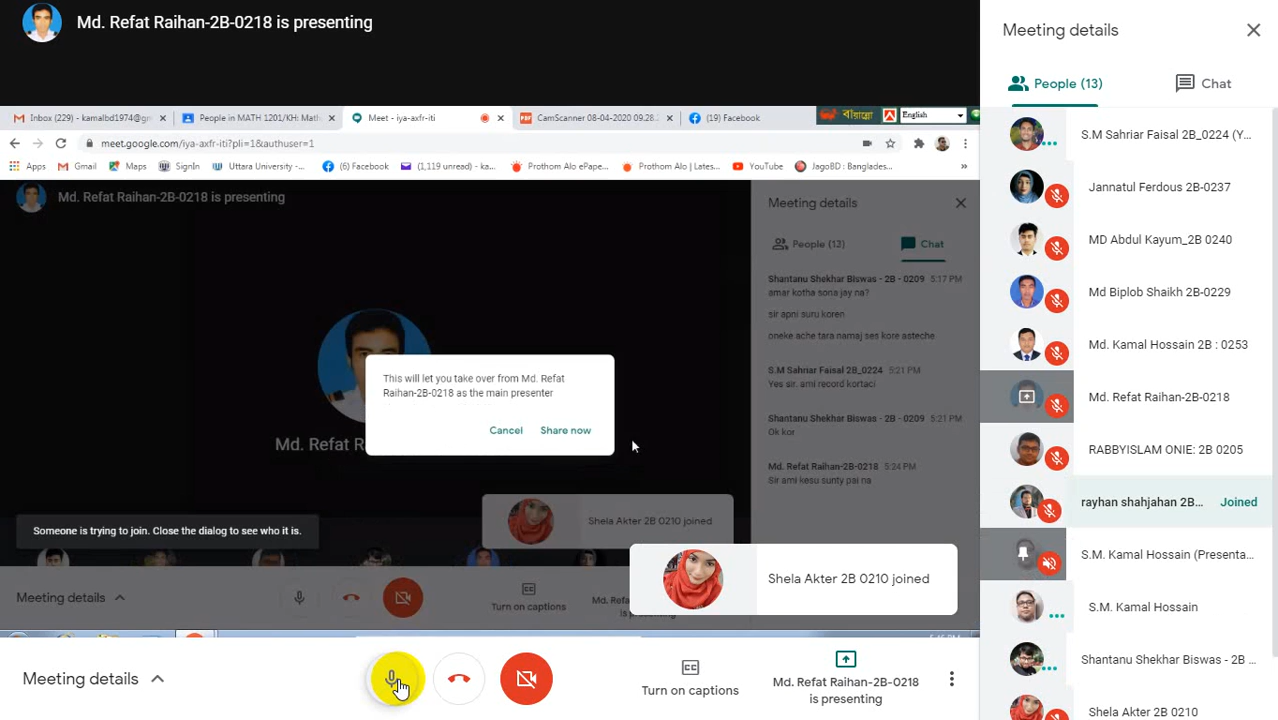 Md. Refat Raihan-2B-0218 is presenting
Meeting details
People (13)
Chat
Inbox (229) - kamalbd1974@gm
People in MATH 1201/KH: Math
Meet - iya-axfr-iti
CamScanner 08-04-2020 09.28.
(19) Facebook
English
meet.google.com/iya-axfr-iti?pli=1&authuser=1
Apps
Gmail
Maps
SignIn
Uttara University -...
(6) Facebook
(1,119 unread) - ka...
Prothom Alo ePape...
Prothom Alo | Lates...
YouTube
JagoBD : Banglades...
Md. Refat Raihan-2B-0218 is presenting
Meeting details
People (13)
Chat
Shantanu Shekhar Biswas - 2B - 0209 5:17 PM
amar kotha sona jay na?
sir apni suru koren
oneke ache tara namaj ses kore asteche
S.M Sahriar Faisal 2B_0224 5:21 PM
Yes sir. ami record kortaci
Shantanu Shekhar Biswas - 2B - 0209 5:21 PM
Ok kor
Md. Refat Raihan-2B-0218 5:24 PM
Sir ami kesu sunty pai na
This will let you take over from Md. Refat
Raihan-2B-0218 as the main presenter
Cancel
Share now
Md. Refat R
Someone is trying to join. Close the dialog to see who it is.
Shela Akter 2B 0210 joined
Shela Akter 2B 0210 joined
Meeting details
Turn on captions
Md. Re
is p
S.M Sahriar Faisal 2B_0224 (Y...
Jannatul Ferdous 2B-0237
MD Abdul Kayum_2B 0240
Md Biplob Shaikh 2B-0229
Md. Kamal Hossain 2B : 0253
Md. Refat Raihan-2B-0218
RABBYISLAM ONIE: 2B 0205
rayhan shahjahan 2B... Joined
S.M. Kamal Hossain (Presenta...
S.M. Kamal Hossain
Shantanu Shekhar Biswas - 2B ...
Shela Akter 2B 0210
Meeting details
Turn on captions
Md. Refat Raihan-2B-0218
is presenting